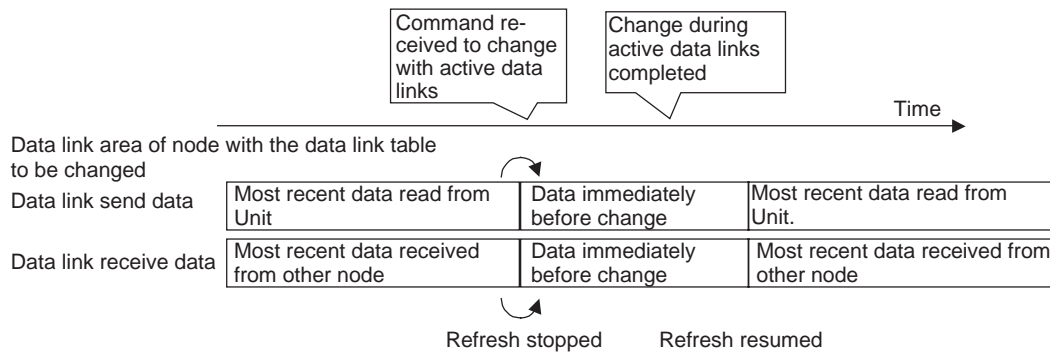 Command re-
ceived to change
with active data
links
Change during
active data links
completed
Time
Data link area of node with the data link table
to be changed
Data link send data
Most recent data read from
Unit
Data immediately
before change
Most recent data read from
Unit.
Data link receive data
Most recent data received
from other node
Data immediately
before change
Most recent data received from
other node
Refresh stopped
Refresh resumed